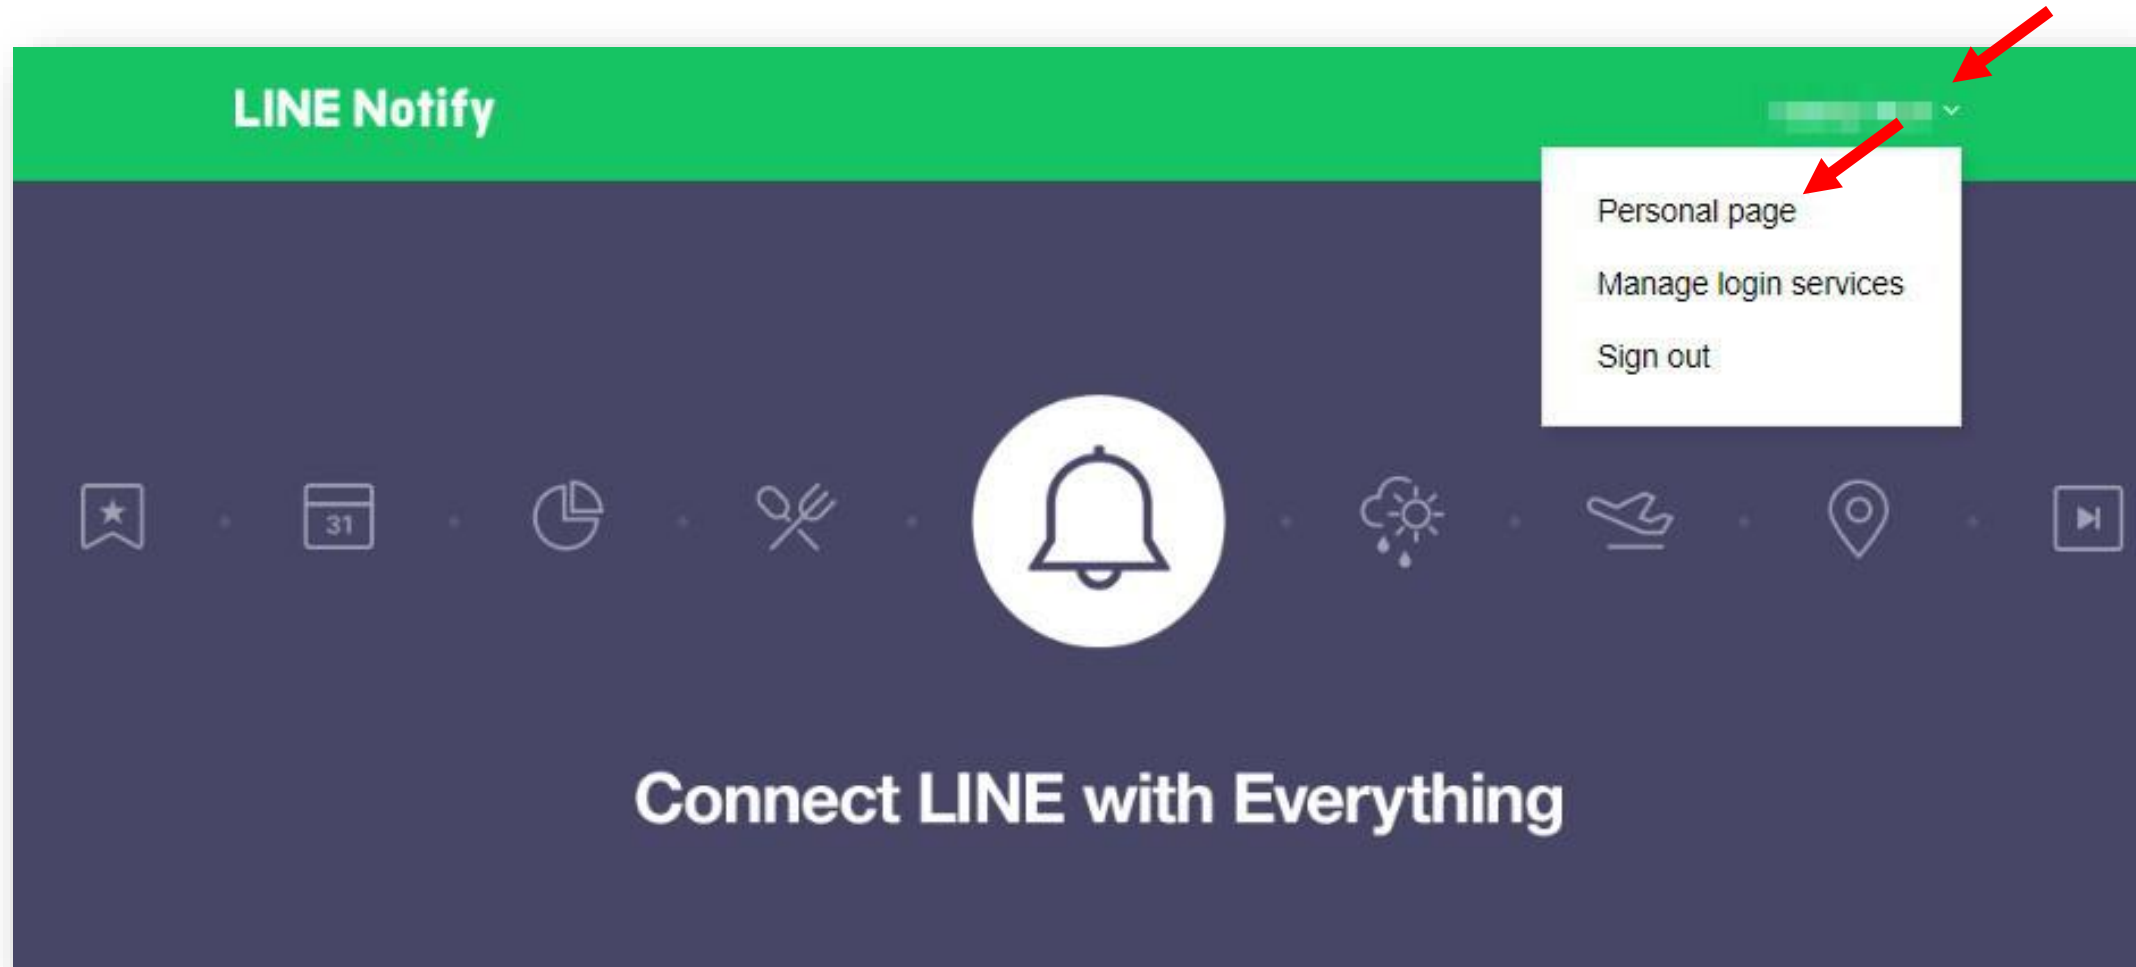 LINE Notify
Personal page
Manage login services
Sign out
31
Connect LINE with Everything